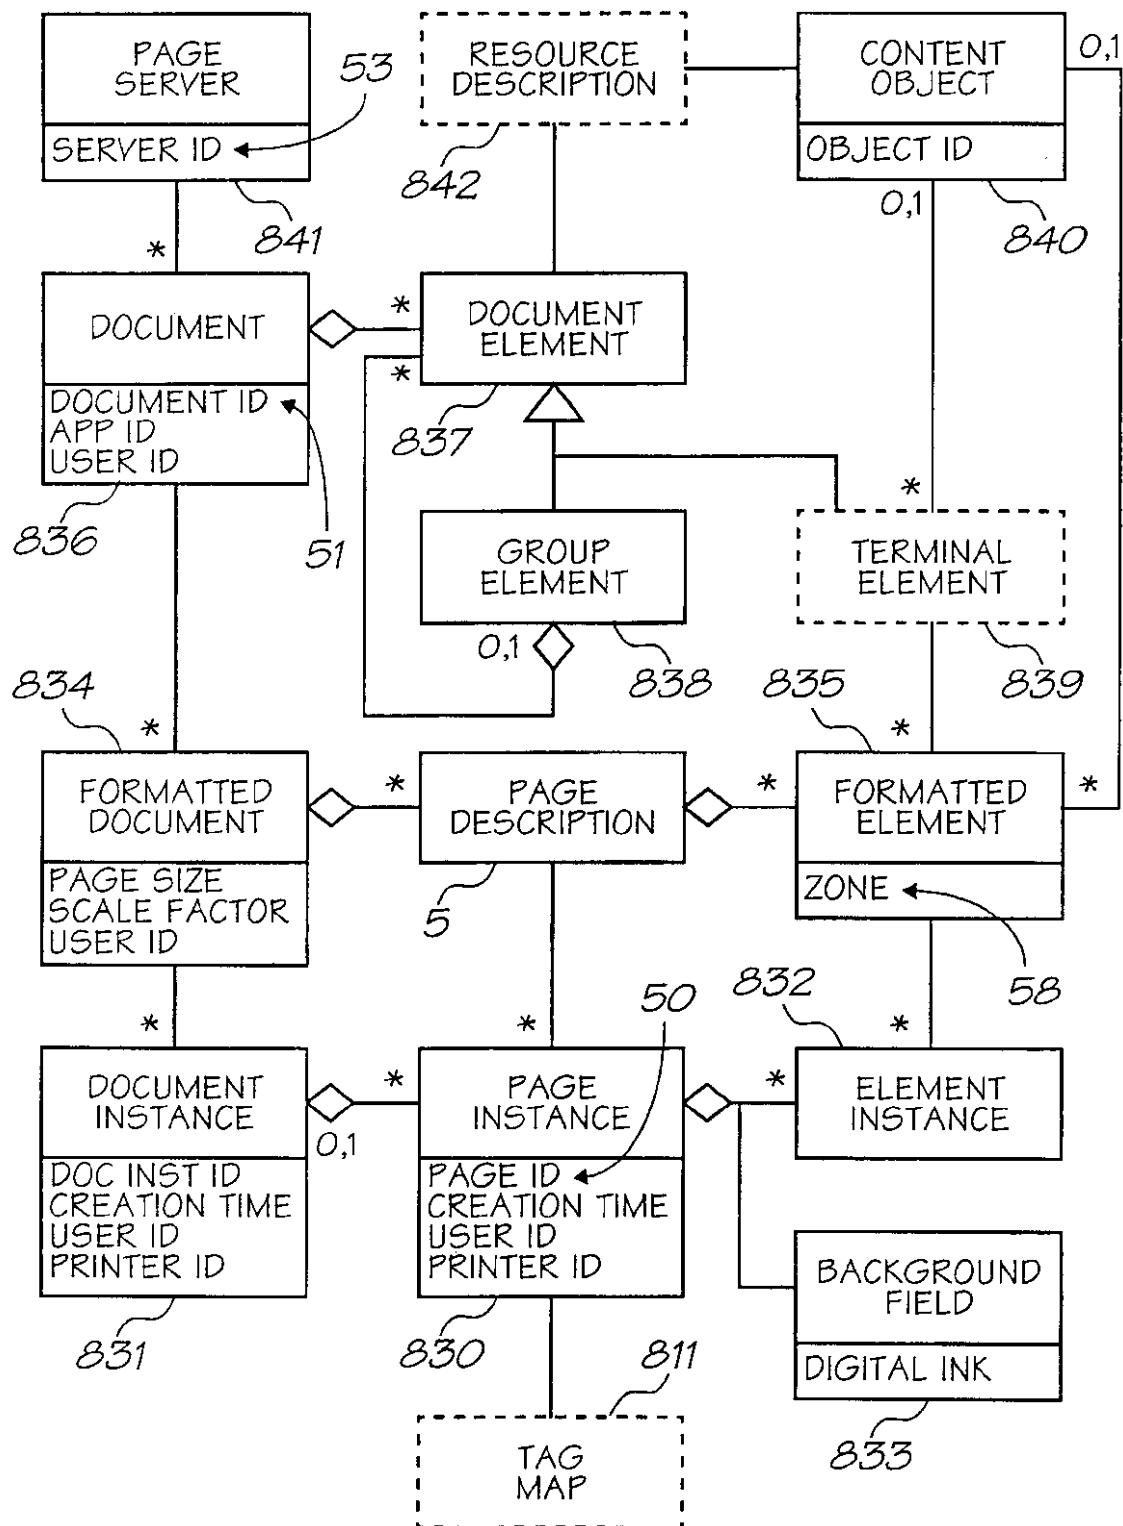 PAGE
SERVER
SERVER ID
53
841
RESOURCE
DESCRIPTION
842
CONTENT
OBJECT
OBJECT ID
0,1
0,1
840
*
DOCUMENT
DOCUMENT ID
APP ID
USER ID
836
51
*
*
DOCUMENT
ELEMENT
837
GROUP
ELEMENT
0,1
838
*
TERMINAL
ELEMENT
839
834
*
FORMATTED
DOCUMENT
PAGE SIZE
SCALE FACTOR
USER ID
*
PAGE
DESCRIPTION
5
*
835
*
*
FORMATTED
ELEMENT
ZONE
58
*
DOCUMENT
INSTANCE
0,1
DOC INST ID
CREATION TIME
USER ID
PRINTER ID
831
*
*
50
PAGE
INSTANCE
PAGE ID
CREATION TIME
USER ID
PRINTER ID
830
832
*
*
ELEMENT
INSTANCE
BACKGROUND
FIELD
DIGITAL INK
833
811
TAG
MAP